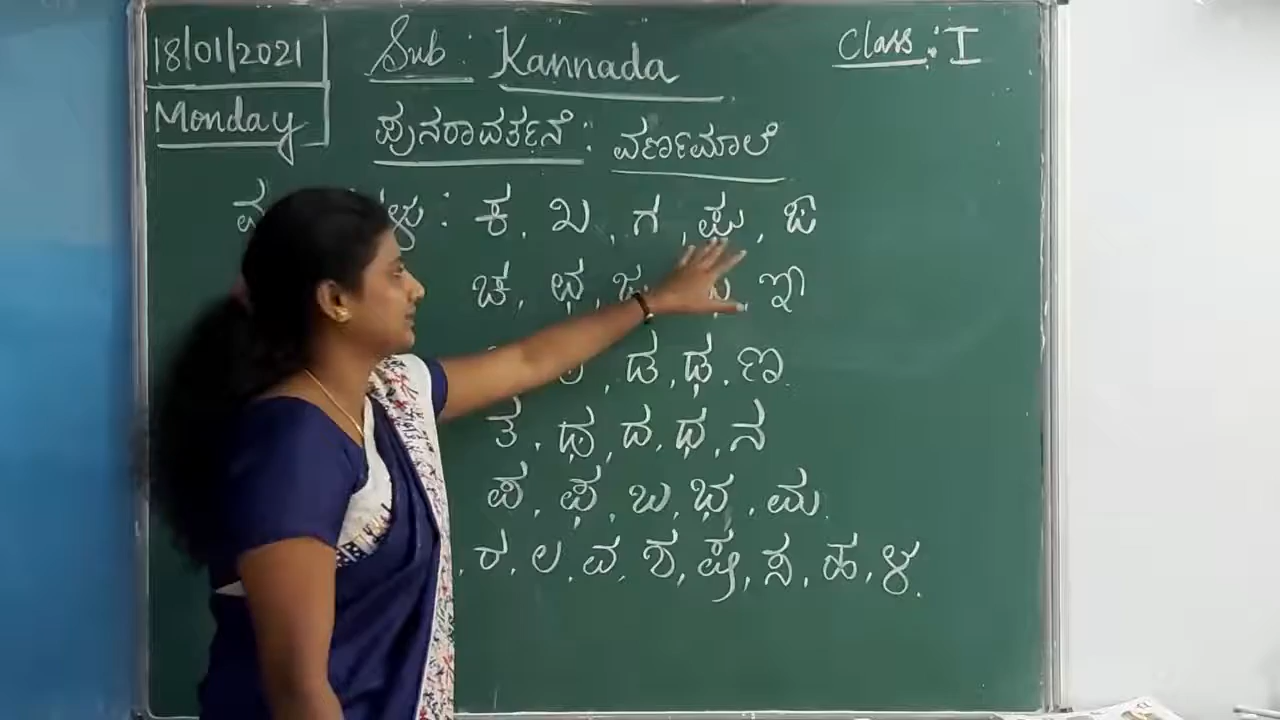 18/01/2021 Sub : Kannada Class : I
Monday
ಪುನರಾವರ್ತನೆ : ವರ್ಣಮಾಲೆ
: ಕ, ಖ, ಗ, ಘ, ಙ
ಚ, ಛ, ಜ, ಝ, ಞ
ಡ, ಢ, ಣ.
ತ, ಥ, ದ, ಧ, ನ
ಪ, ಫ, ಬ, ಭ, ಮ.
, ರ, ಲ, ವ, ಶ, ಷ, ಸ, ಹ, ಳ.